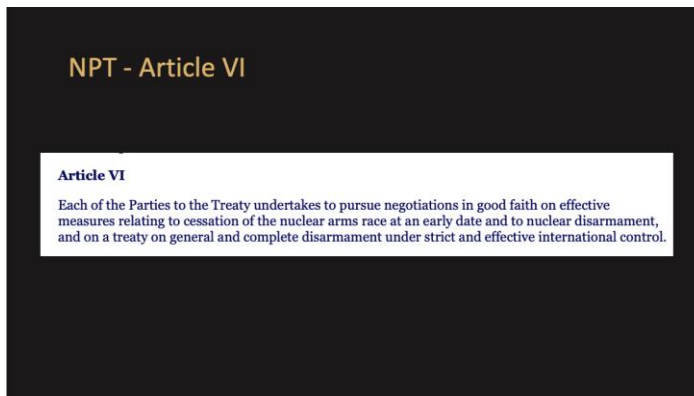 NPT - Article VI
Article VI
Each of the Parties to the Treaty undertakes to pursue negotiations in good faith on effective
measures relating to cessation of the nuclear arms race at an early date and to nuclear disarmament,
and on a treaty on general and complete disarmament under strict and effective international control.